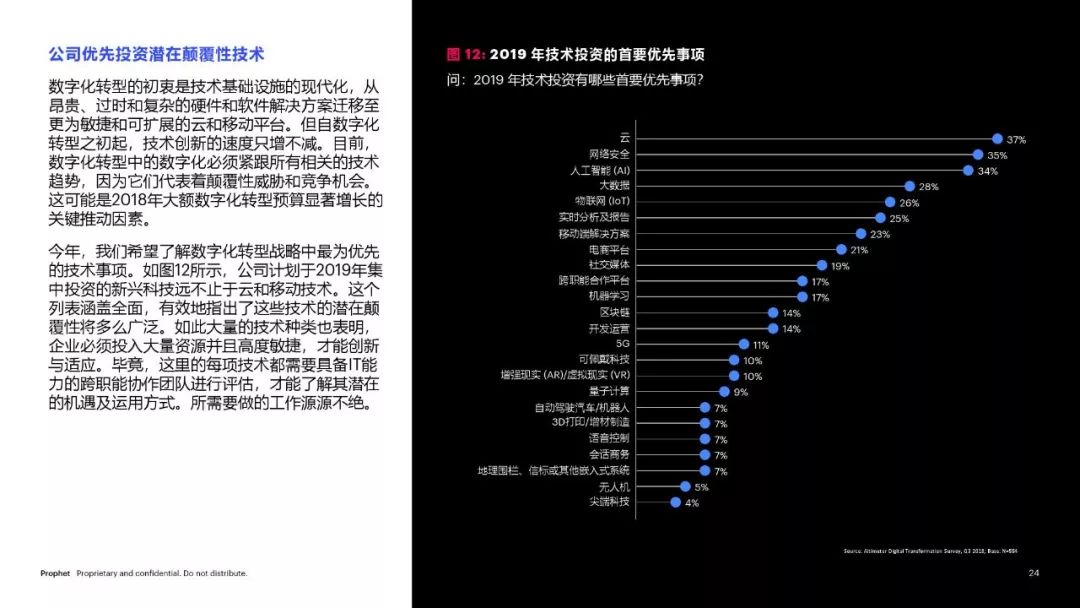 公司优先投资潜在颠覆性技术
数字化转型的初衷是技术基础设施的现代化，从
昂贵、过时和复杂的硬件和软件解决方案迁移至
更为敏捷和可扩展的云和移动平台。但自数字化
转型之初起，技术创新的速度只增不减。目前，
数字化转型中的数字化必须紧跟所有相关的技术
趋势，因为它们代表着颠覆性威胁和竞争机会。
这可能是2018年大额数字化转型预算显著增长的
关键推动因素。
今年，我们希望了解数字化转型战略中最为优先
的技术事项。如图12所示，公司计划于2019年集
中投资的新兴科技远不止于云和移动技术。这个
列表涵盖全面，有效地指出了这些技术的潜在颠
覆性将多么广泛。如此大量的技术种类也表明，
企业必须投入大量资源并且高度敏捷，才能创新
与适应。毕竟，这里的每项技术都需要具备IT能
力的跨职能协作团队进行评估，才能了解其潜在
的机遇及运用方式。所需要做的工作源源不绝。
Prophet Proprietary and confidential. Do not distribute.
图 12: 2019 年技术投资的首要优先事项
问：2019 年技术投资有哪些首要优先事项？
云 37%
网络安全 35%
人工智能 (AI) 34%
大数据 28%
物联网 (IoT) 26%
实时分析及报告 25%
移动端解决方案 23%
电商平台 21%
社交媒体 19%
跨职能合作平台 17%
机器学习 17%
区块链 14%
开发运营 14%
5G 11%
可佩戴科技 10%
增强现实 (AR)/虚拟现实 (VR) 10%
量子计算 9%
自动驾驶汽车/机器人 7%
3D打印/增材制造 7%
语音控制 7%
会话商务 7%
地理围栏、信标或其他嵌入式系统 7%
无人机 5%
尖端科技 4%
Source: Altimeter Digital Transformation Survey, Q3 2018, Base: N=554
24